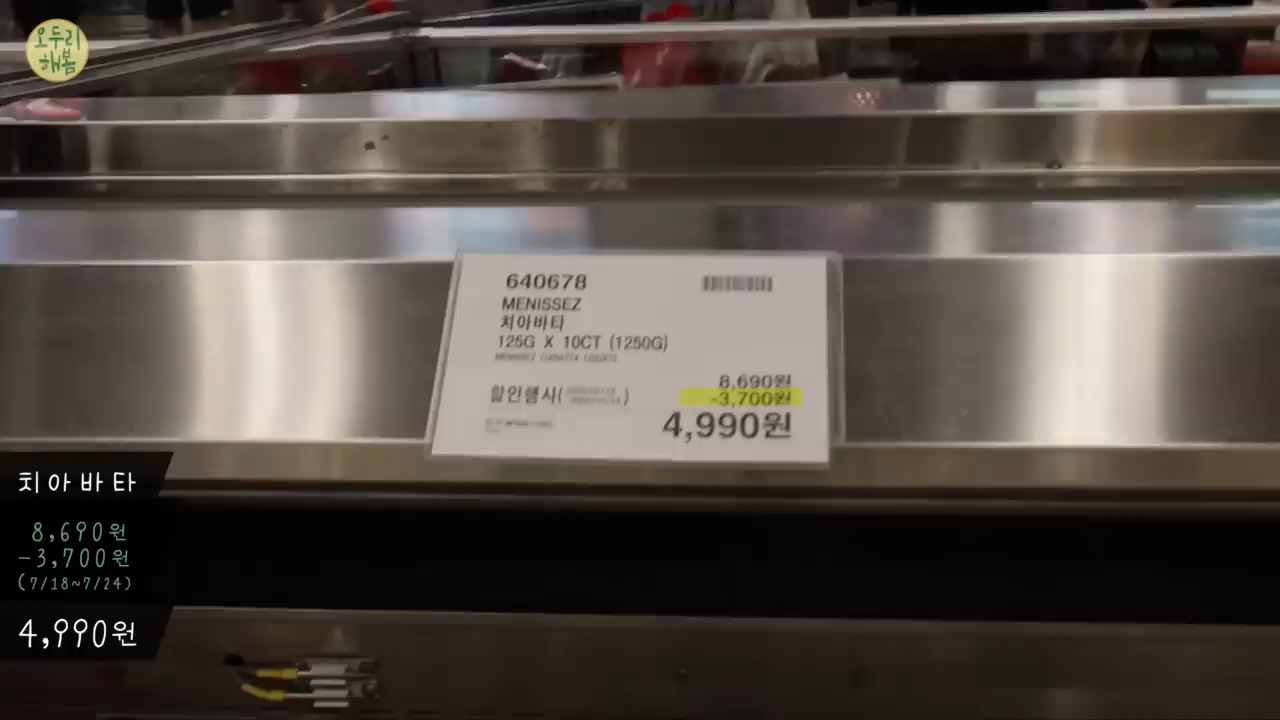 오두리
해봄
640678
MENISSEZ
치아바타
125G X 10CT (1250G)
8,690원
할인행사(
)
-3,700원
4,990원
치아바타
8,690원
-3,700원
(7/18~7/24)
4,990원